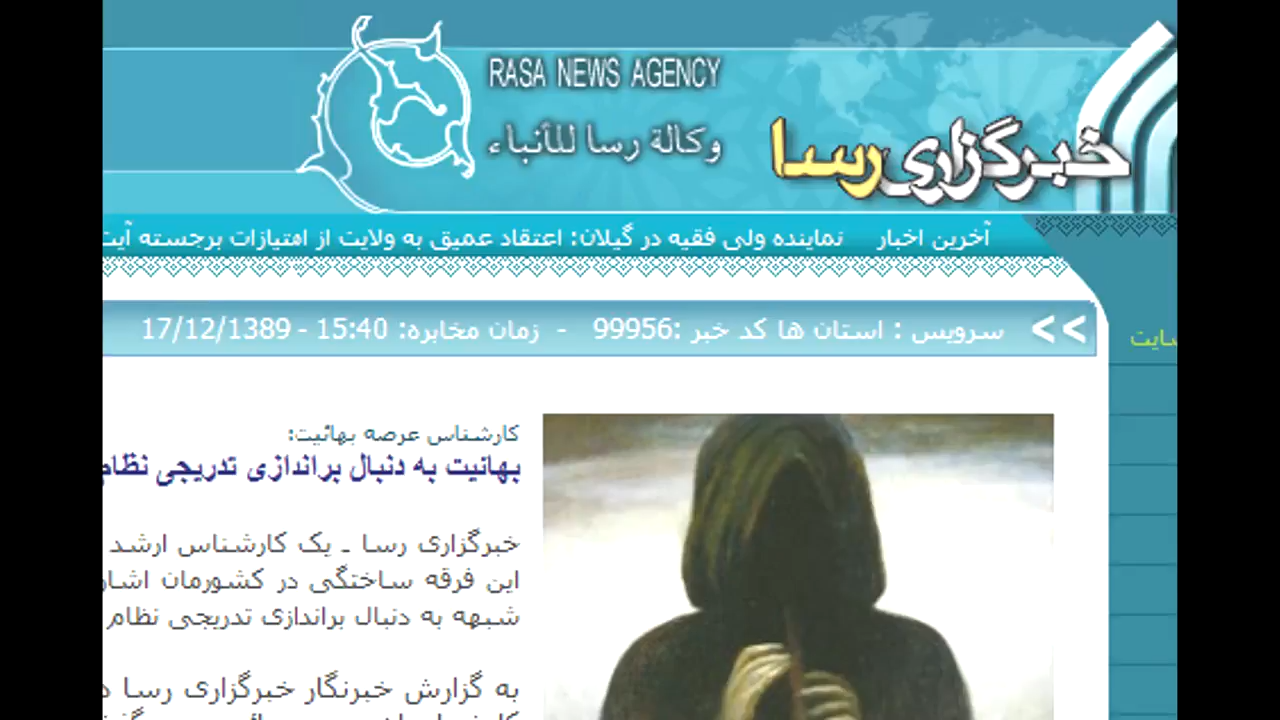 RASA NEWS AGENCY
وكالة رسا للأنباء
خبرگزاری رسا
آخرین اخبار نماینده ولی فقیه در گیلان: اعتقاد عمیق به ولایت از امتیازات برجسته آیت
<< سرویس : استان ها کد خبر :99956 - زمان مخابره: 15:40 - 17/12/1389
سایت
کارشناس عرصه بهائیت:
بهائیت به دنبال براندازی تدریجی نظام
خبرگزاری رسا ـ یک کارشناس ارشد
این فرقه ساختگی در کشورمان
شبهه به دنبال براندازی تدریجی نظام
به گزارش خبرنگار خبرگزاری رسا